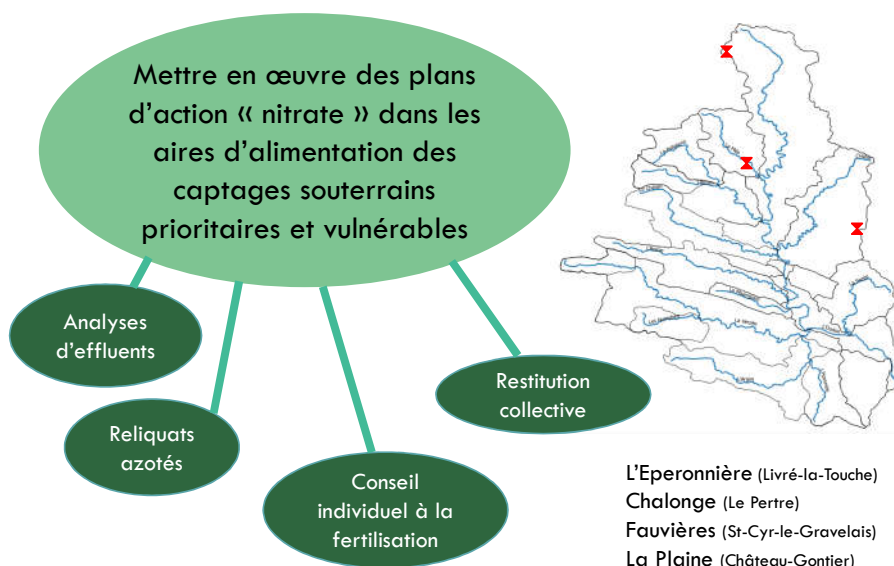 Mettre en œuvre des plans
d'action « nitrate » dans les
aires d'alimentation des
captages souterrains
prioritaires et vulnérables
Analyses
d'effluents
Reliquats
azotés
Conseil
individuel à la
fertilisation
Restitution
collective
L'Eperonnière (Livré-la-Touche)
Chalonge (Le Pertre)
Fauvières (St-Cyr-le-Gravelais)
La Plaine (Château-Gontier)